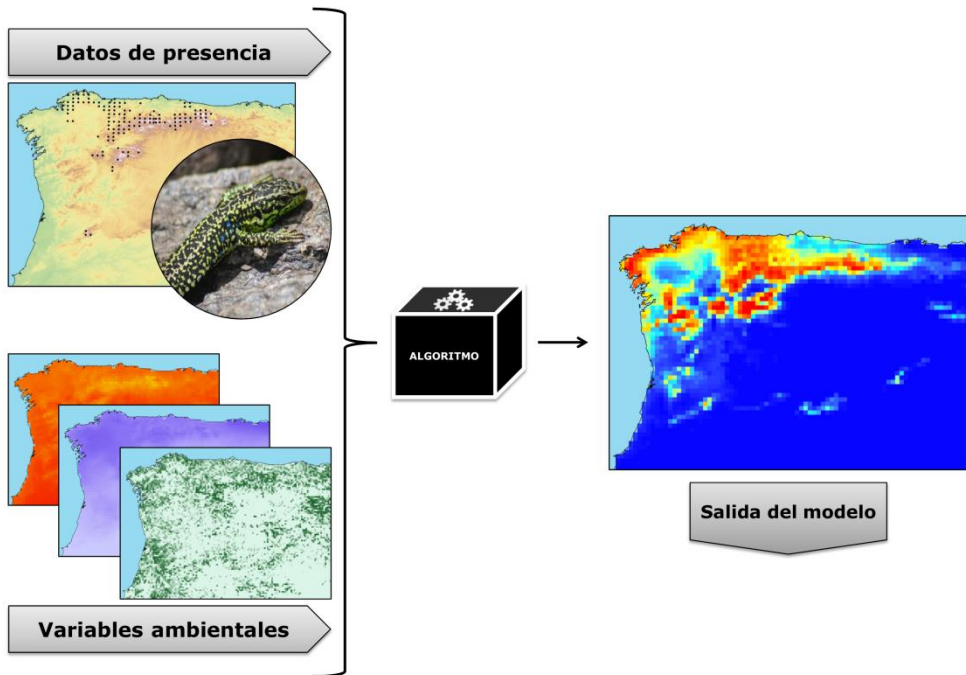 Datos de presencia
ALGORITMO
Salida del modelo
Variables ambientales